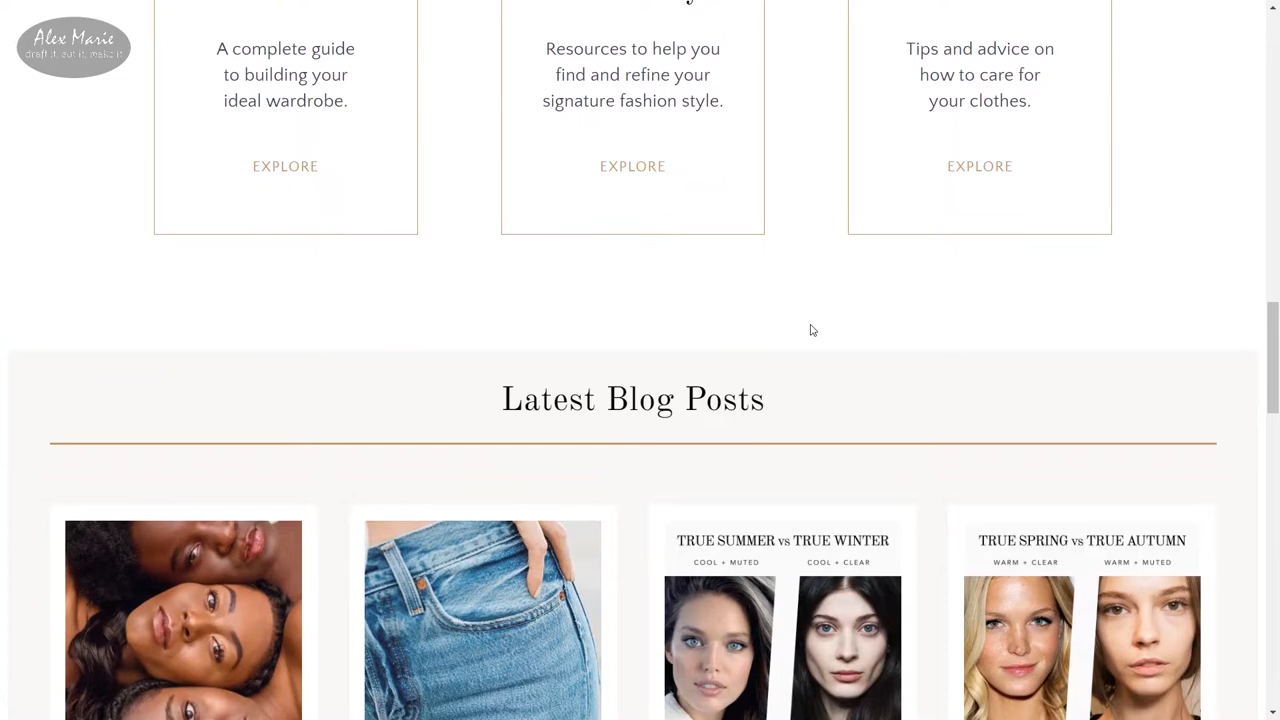 Alex Marie
draft it, cut it, make it
A complete guide
to building your
ideal wardrobe.
EXPLORE
Resources to help you
find and refine your
signature fashion style.
EXPLORE
Tips and advice on
how to care for
your clothes.
EXPLORE
Latest Blog Posts
TRUE SUMMER vs TRUE WINTER
COOL + MUTED
COOL + CLEAR
TRUE SPRING vs TRUE AUTUMN
WARM + CLEAR
WARM + MUTED